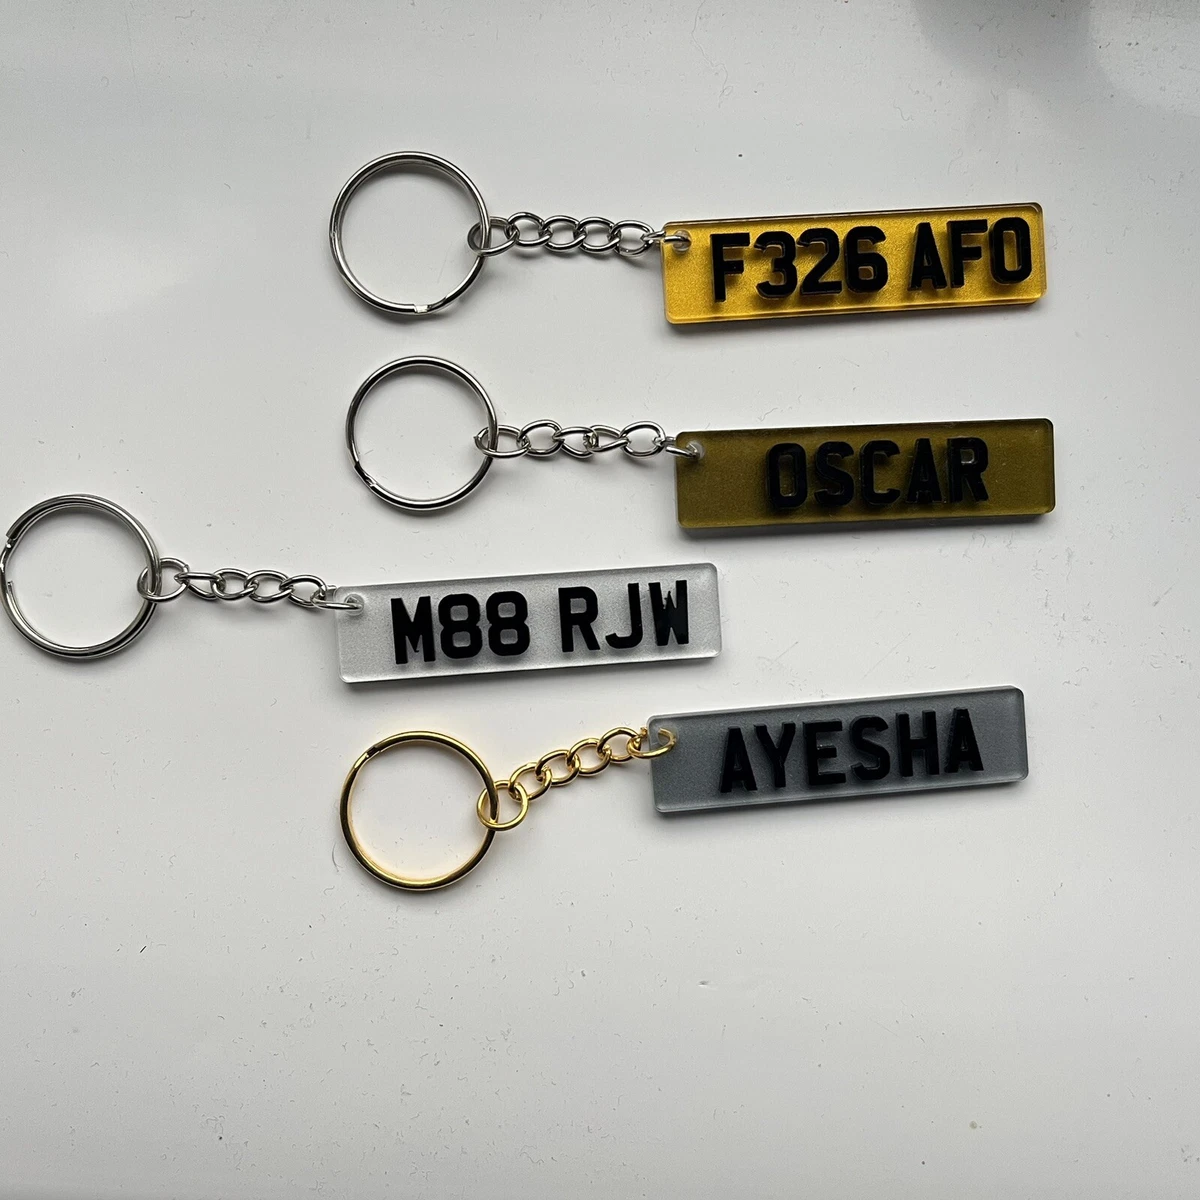 F326 AFO
OSCAR
M88 RJW
AYESHA